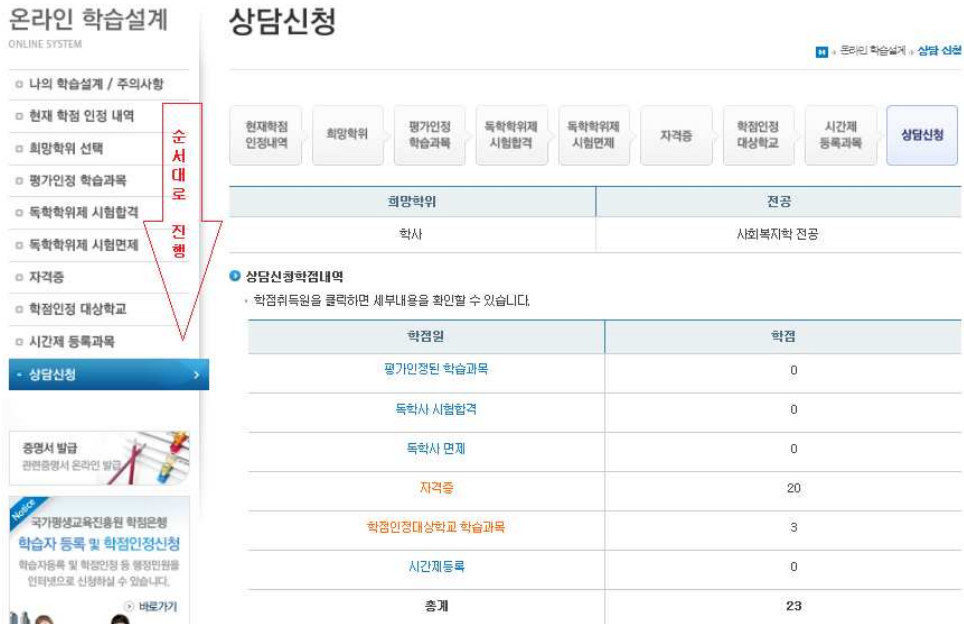 온라인 학습설계
ONLINE SYSTEM
나의 학습설계 / 주의사항
현재 학점 인정 내역
희망학위 선택
평가인정 학습과목
독학학위제 시험합격
독학학위제 시험면제
자격증
학점인정 대상학교
시간제 등록과목
상담신청
순서대로 진행
증명서 발급
관련증명서 온라인 발급
Notice
국가평생교육진흥원 학점은행
학습자 등록 및 학점인정신청
학습자등록 및 학점인정 등 행정민원을
인터넷으로 신청하실 수 있습니다.
바로가기
상담신청
H 온라인 학습설계 상담 신청
현재학점
인정내역
희망학위
평가인정
학습과목
독학학위제
시험합격
독학학위제
시험면제
자격증
학점인정
대상학교
시간제
등록과목
상담신청
희망학위 전공
학사 사회복지학 전공
상담신청학점내역
학점취득원을 클릭하면 세부내용을 확인할 수 있습니다.
학점원 학점
평가인정된 학습과목 0
독학사 시험합격 0
독학사 면제 0
자격증 20
학점인정대상학교 학습과목 3
시간제등록 0
총계 23